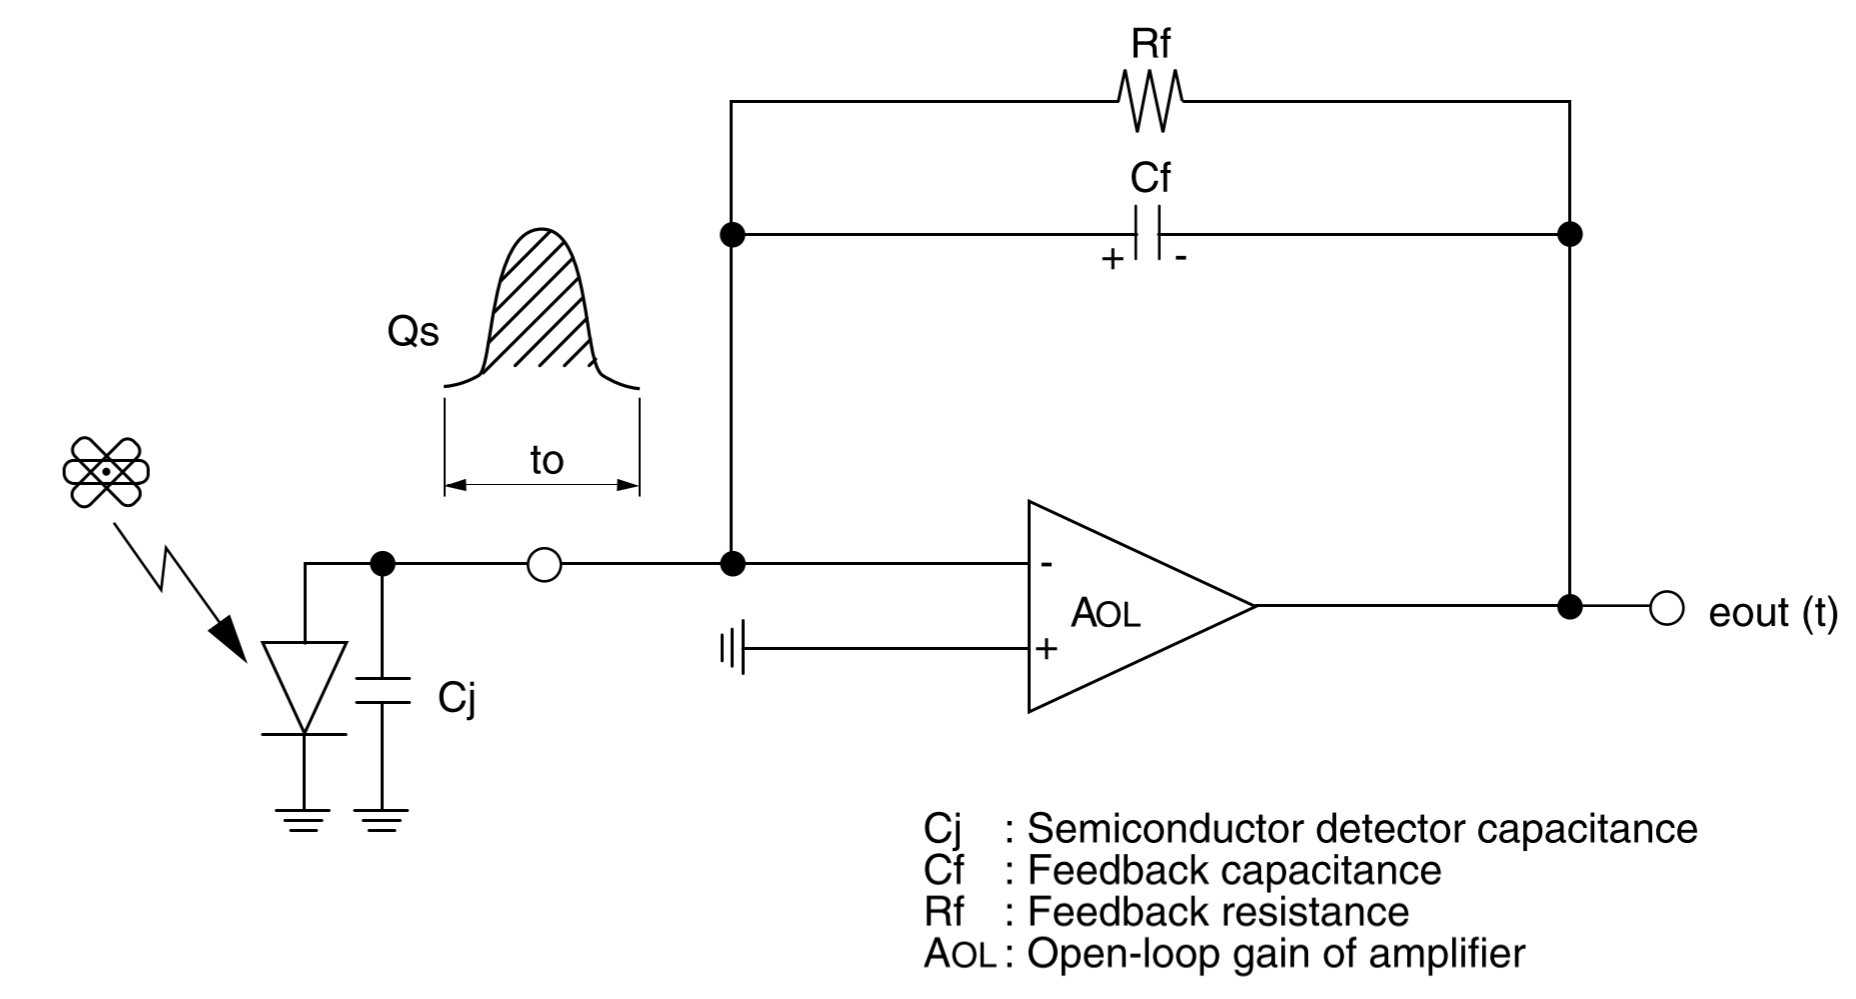 Rf
Cf
+ -
Qs
to
-
AOL
+
eout (t)
Cj
Cj : Semiconductor detector capacitance
Cf : Feedback capacitance
Rf : Feedback resistance
AOL : Open-loop gain of amplifier